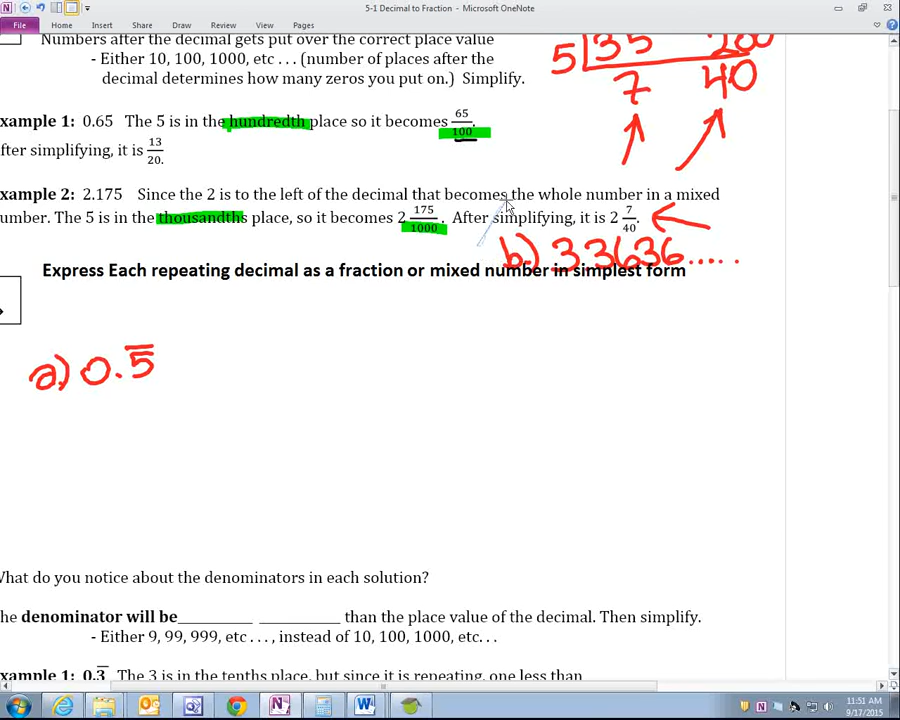 5-1 Decimal to Fraction - Microsoft OneNote
File Home Insert Share Draw Review View Pages
Numbers after the decimal gets put over the correct place value
- Either 10, 100, 1000, etc . . . (number of places after the
decimal determines how many zeros you put on.) Simplify.
5 35 200
7 40
xample 1: 0.65 The 5 is in the hundredth place so it becomes 65/100.
fter simplifying, it is 13/20.
xample 2: 2.175 Since the 2 is to the left of the decimal that becomes the whole number in a mixed
umber. The 5 is in the thousandths place, so it becomes 2 175/1000. After simplifying, it is 2 7/40.
b.) 3 3636.....
Express Each repeating decimal as a fraction or mixed number in simplest form
a) 0.5̅
What do you notice about the denominators in each solution?
he denominator will be__________ __________ than the place value of the decimal. Then simplify.
- Either 9, 99, 999, etc . . . , instead of 10, 100, 1000, etc. . .
xample 1: 0.3̅ The 3 is in the tenths place, but since it is repeating, one less than
11:51 AM
9/17/2015